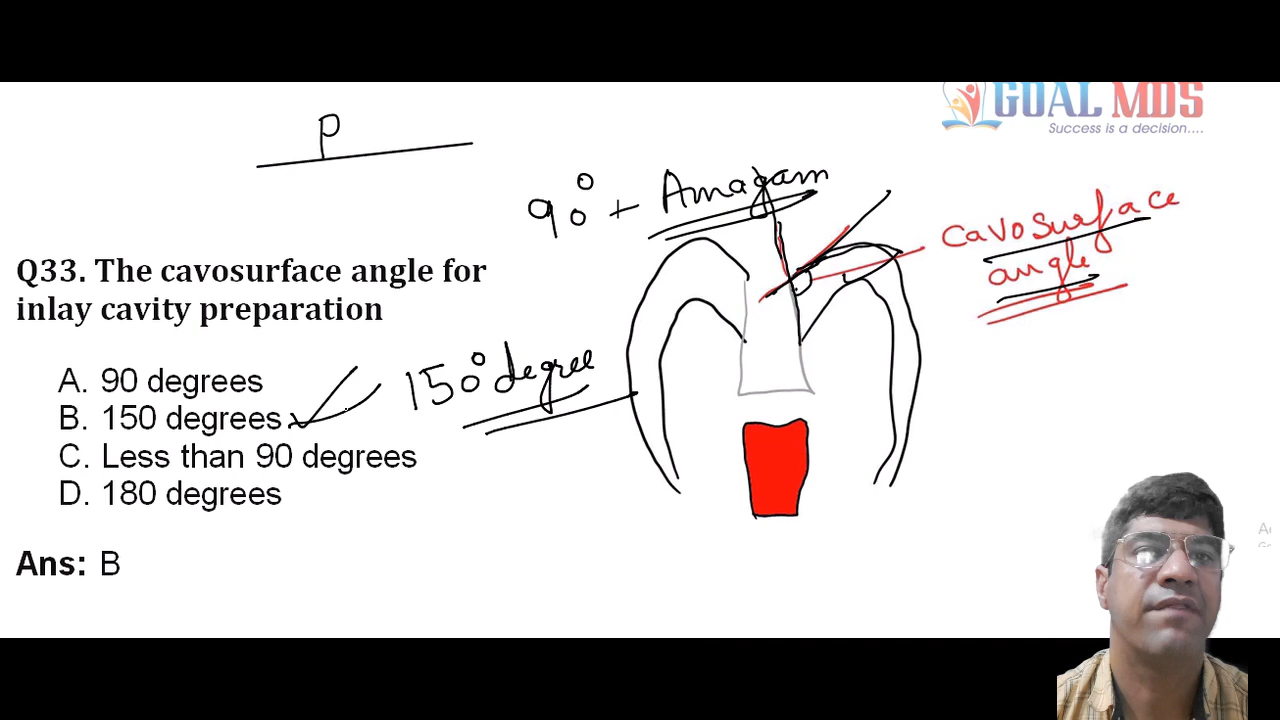 GOAL MDS
Success is a decision....
P
90° + Amagam
cavosurface
angle
Q33. The cavosurface angle for
inlay cavity preparation
A. 90 degrees
B. 150 degrees
150° degree
C. Less than 90 degrees
D. 180 degrees
Ans: B